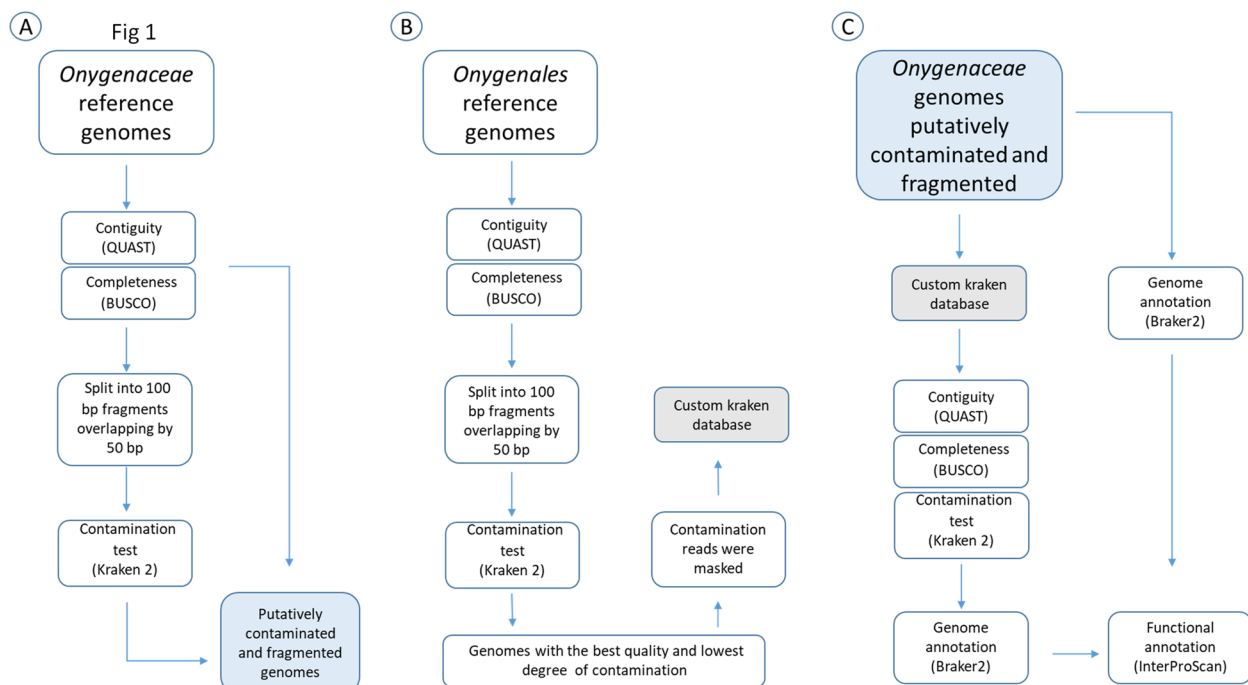 A
Fig 1
Onygenaceae
reference
genomes
Contiguity
(QUAST)
Completeness
(BUSCO)
Split into 100
bp fragments
overlapping by
50 bp
Contamination
test
(Kraken 2)
Putatively
contaminated
and fragmented
genomes
B
Onygenales
reference
genomes
Contiguity
(QUAST)
Completeness
(BUSCO)
Split into 100
bp fragments
overlapping by
50 bp
Contamination
test
(Kraken 2)
Genomes with the best quality and lowest
degree of contamination
Contamination
reads were
masked
Custom kraken
database
C
Onygenaceae
genomes
putatively
contaminated and
fragmented
Custom kraken
database
Contiguity
(QUAST)
Completeness
(BUSCO)
Contamination
test
(Kraken 2)
Genome
annotation
(Braker2)
Genome
annotation
(Braker2)
Functional
annotation
(InterProScan)